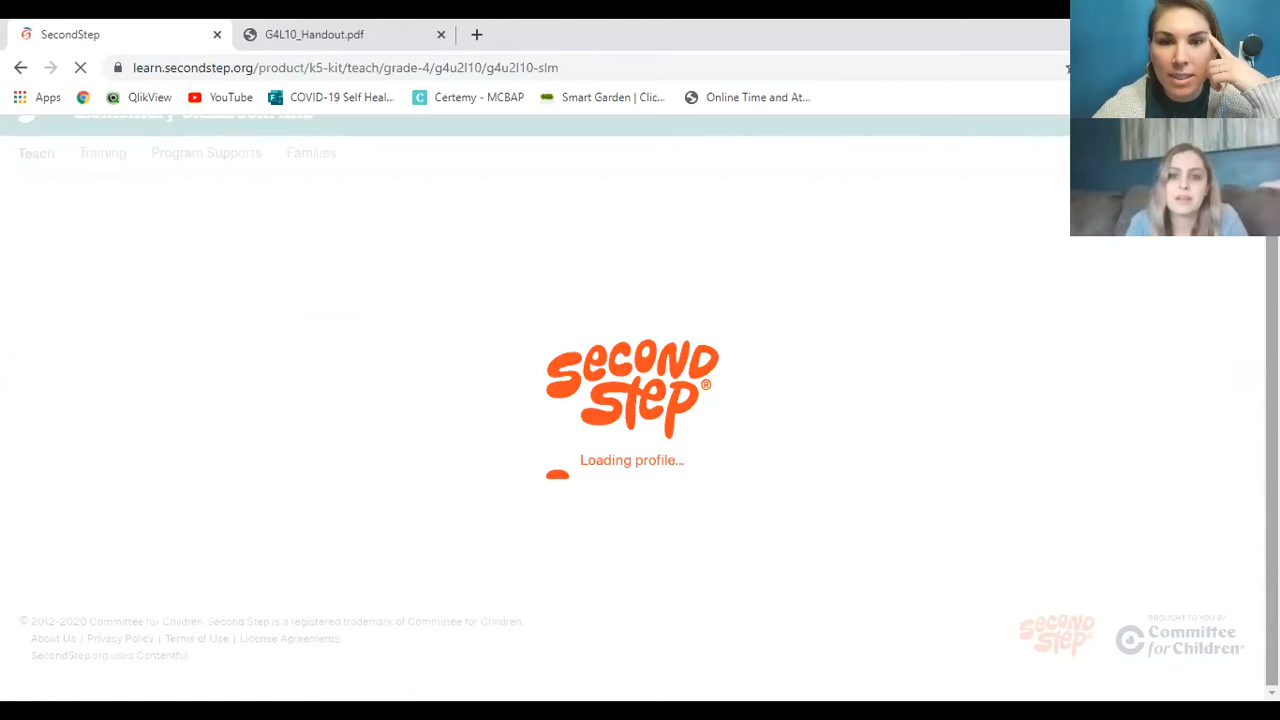 SecondStep
G4L10_Handout.pdf
learn.secondstep.org/product/k5-kit/teach/grade-4/g4u2l10/g4u2l10-slm
Apps
QlikView
YouTube
COVID-19 Self Heal...
Certemy - MCBAP
Smart Garden | Clic...
Online Time and At...
Teach
Training
Program Supports
Families
SECOND
STEP®
Loading profile...
© 2012-2020 Committee for Children. Second Step is a registered trademark of Committee for Children.
About Us | Privacy Policy | Terms of Use | License Agreements
SecondStep.org uses Contentful
SECOND
STEP
BROUGHT TO YOU BY
Committee
for Children